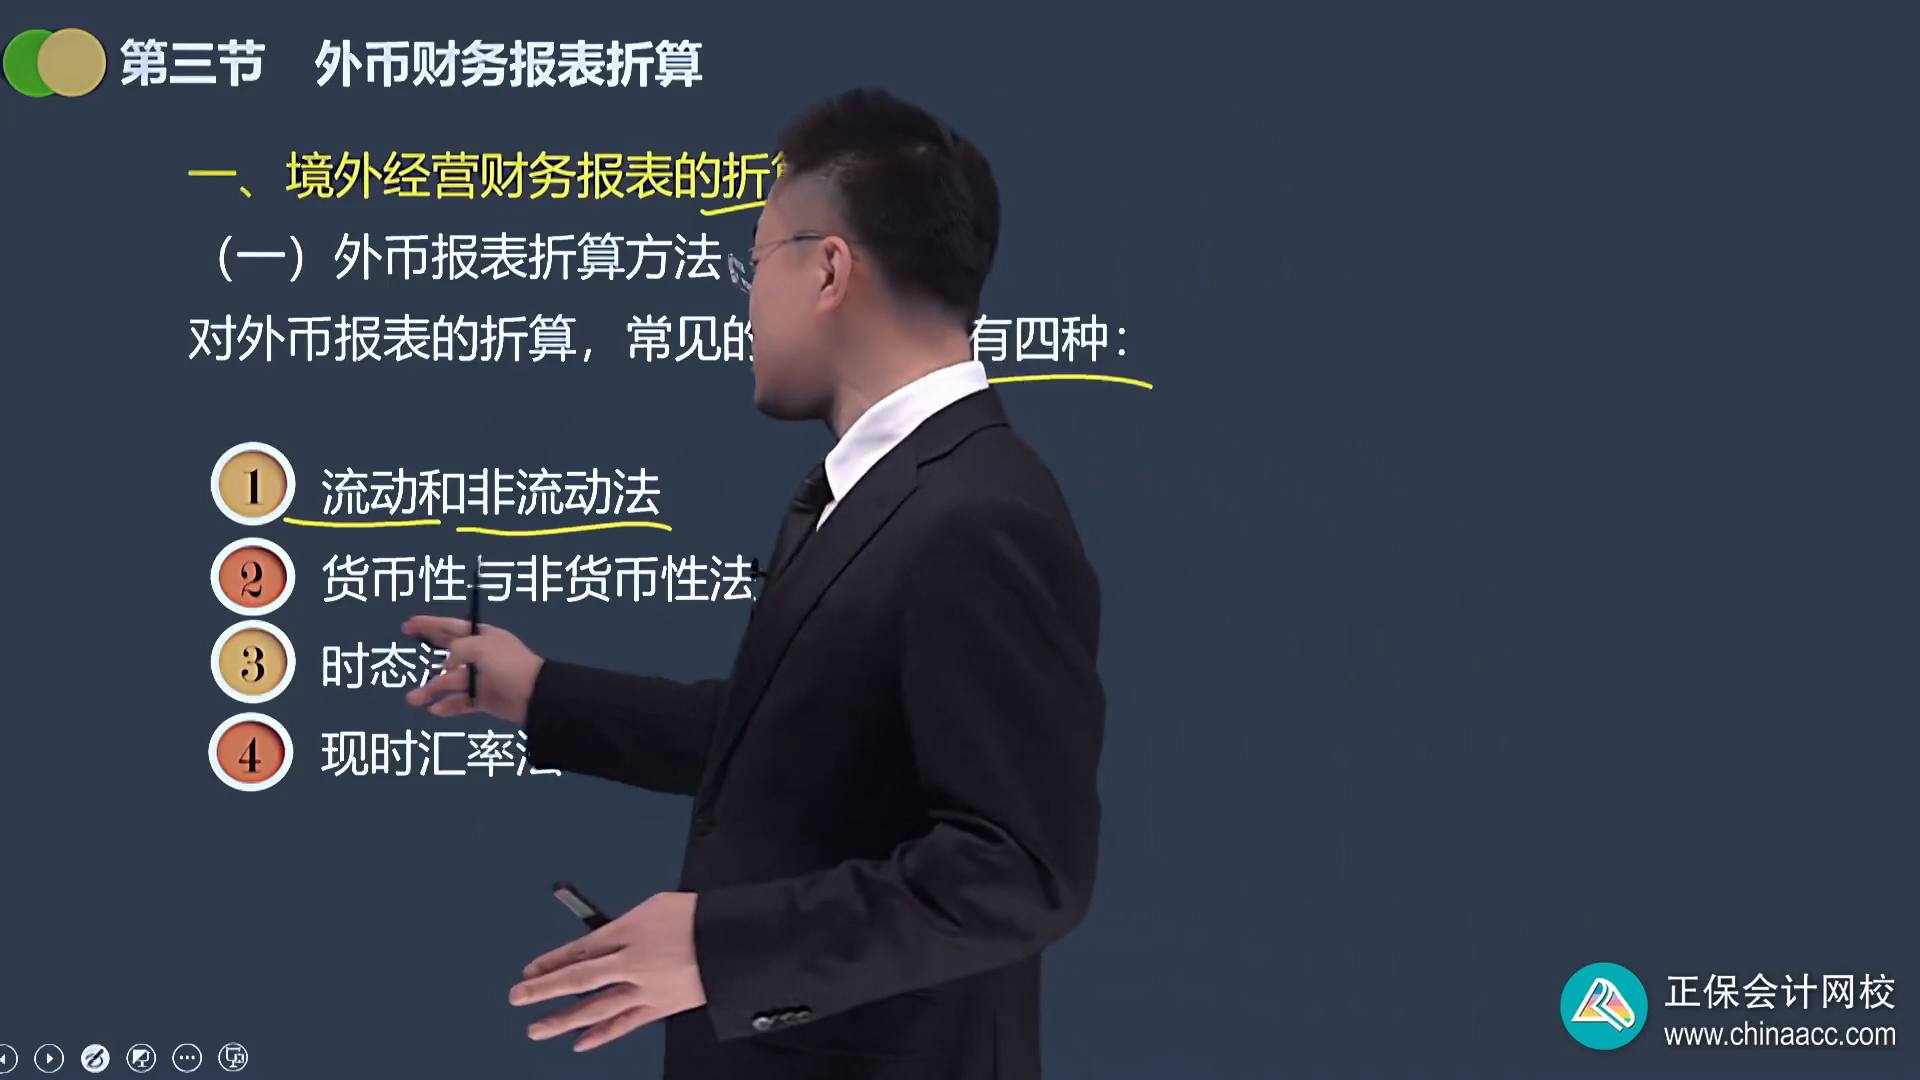 第三节 外币财务报表折算
一、境外经营财务报表的折算
（一）外币报表折算方法
对外币报表的折算，常见的 有四种：
1 流动和非流动法
2 货币性与非货币性法
3 时态法
4 现时汇率法
正保会计网校
www.chinaacc.com